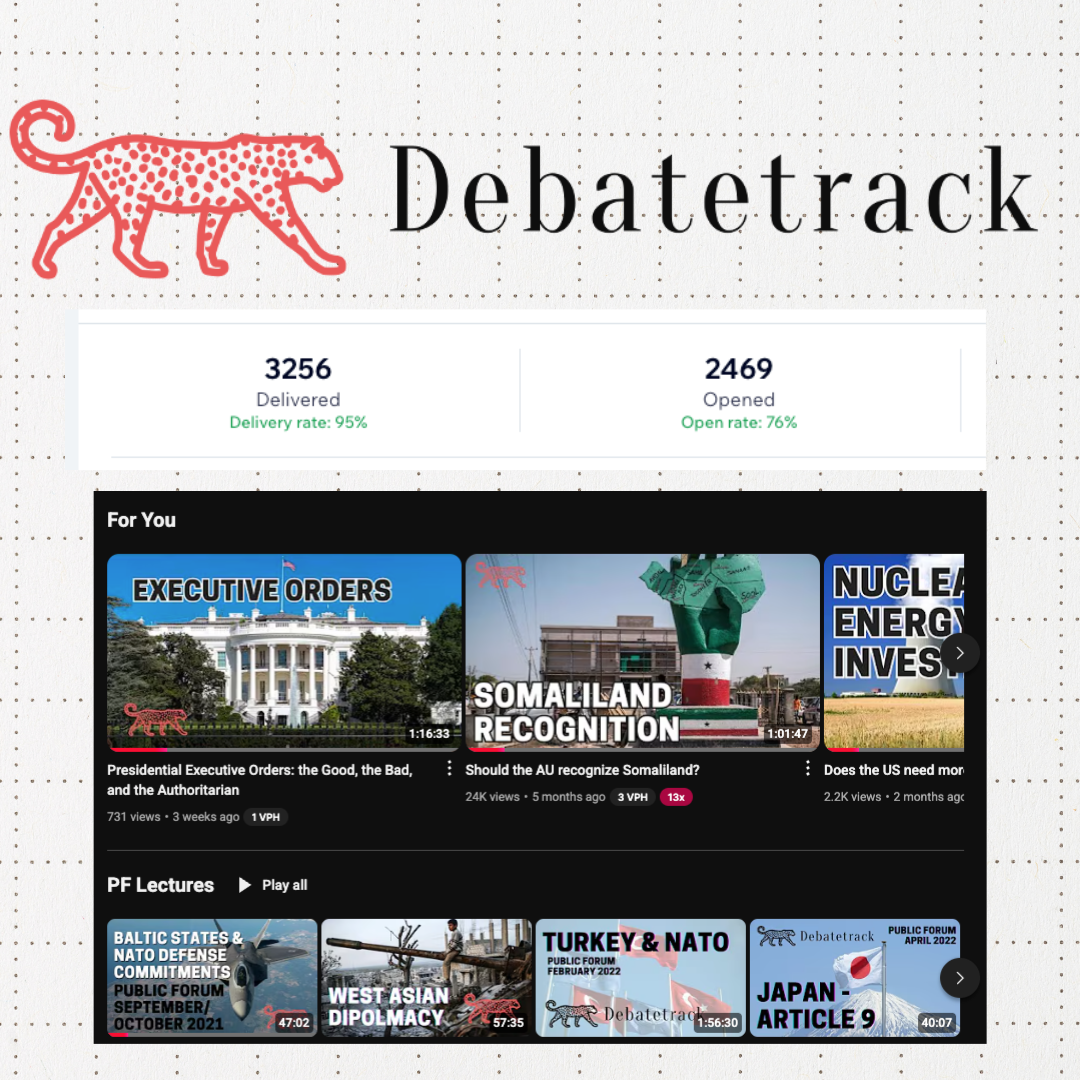 Debatetrack
3256
Delivered
Delivery rate: 95%
2469
Opened
Open rate: 76%
For You
EXECUTIVE ORDERS
1:16:33
Presidential Executive Orders: the Good, the Bad,
and the Authoritarian
731 views • 3 weeks ago 1 VPH
SOMALILAND
RECOGNITION
1:01:47
Should the AU recognize Somaliland?
24K views • 5 months ago 3 VPH 13x
NUCLEA
ENERGY
INVES
Does the US need mor
2.2K views • 2 months ago
PF Lectures Play all
BALTIC STATES &
NATO DEFENSE
COMMITMENTS
PUBLIC FORUM
SEPTEMBER/
OCTOBER 2021
47:02
WEST ASIAN
DIPOLMACY
57:35
TURKEY & NATO
PUBLIC FORUM
FEBRUARY 2022
Debatetrack
1:56:30
Debatetrack
PUBLIC FORUM
APRIL 2022
JAPAN -
ARTICLE 9
40:07